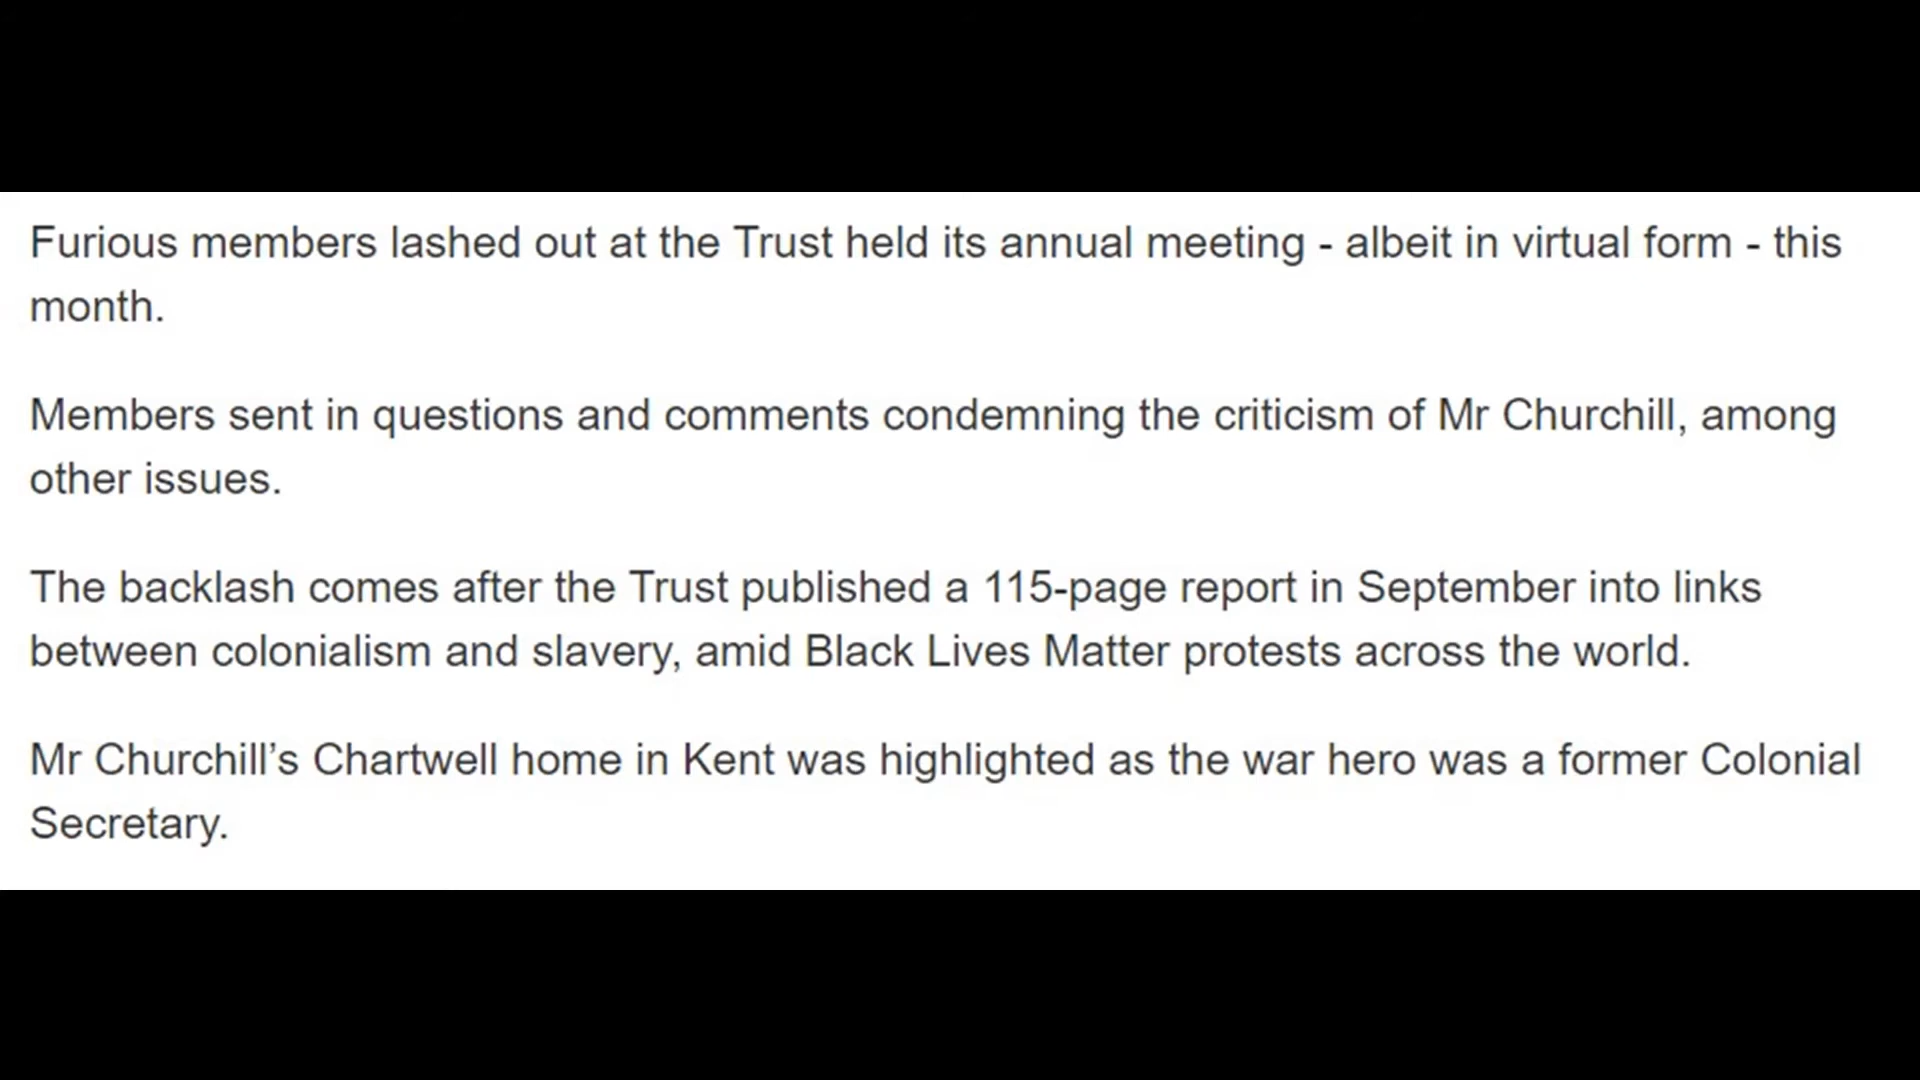 Furious members lashed out at the Trust held its annual meeting - albeit in virtual form - this
month.
Members sent in questions and comments condemning the criticism of Mr Churchill, among
other issues.
The backlash comes after the Trust published a 115-page report in September into links
between colonialism and slavery, amid Black Lives Matter protests across the world.
Mr Churchill’s Chartwell home in Kent was highlighted as the war hero was a former Colonial
Secretary.